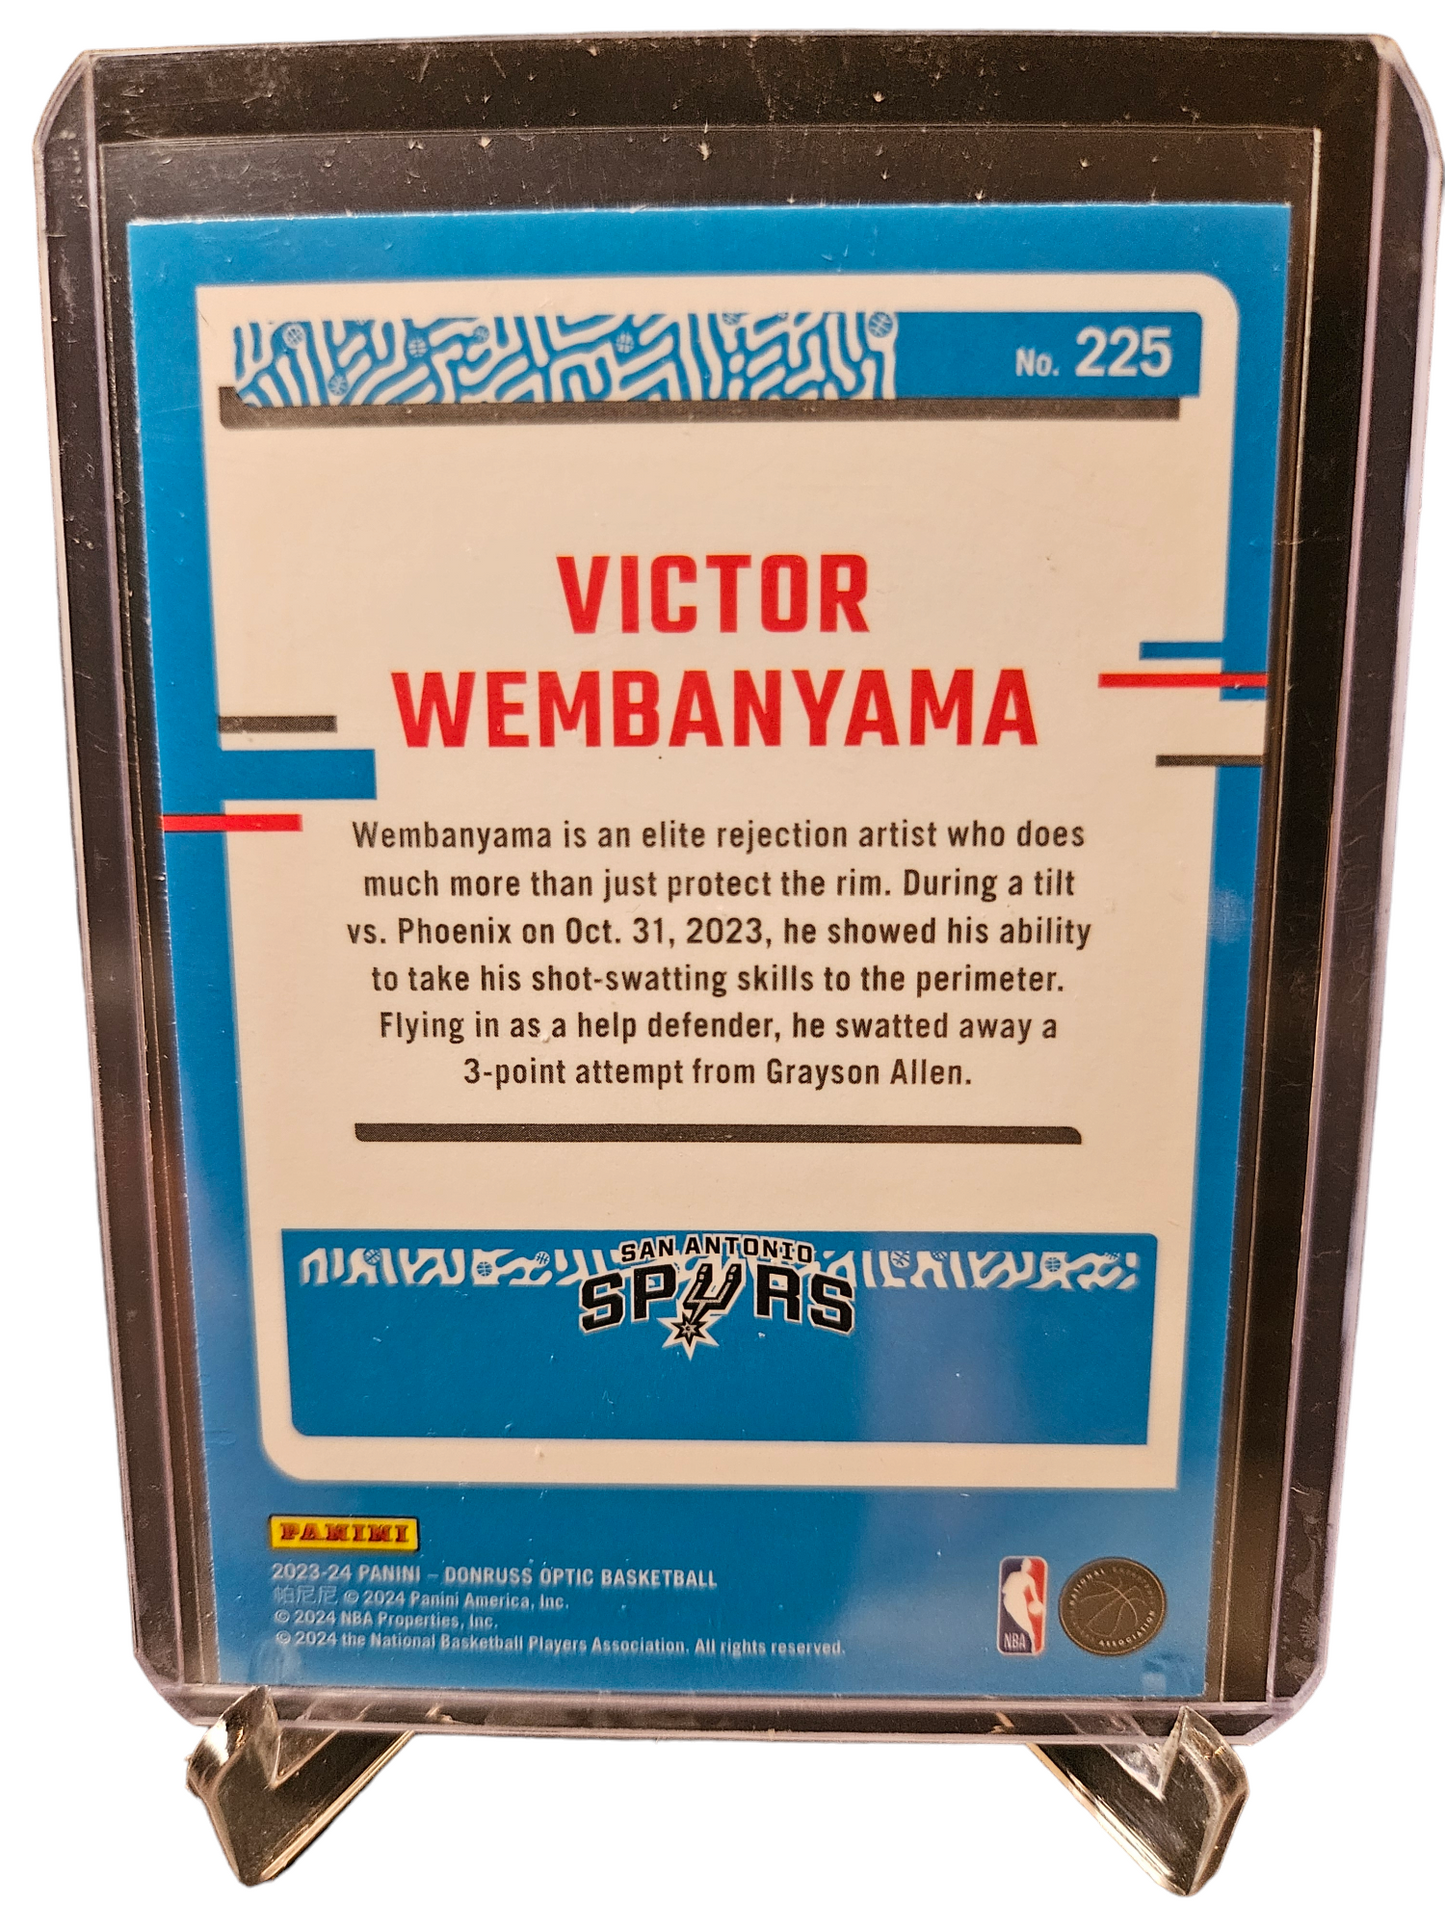 No. 225
VICTOR
WEMBANYAMA
Wembanyama is an elite rejection artist who does
much more than just protect the rim. During a tilt
vs. Phoenix on Oct. 31, 2023, he showed his ability
to take his shot-swatting skills to the perimeter.
Flying in as a help defender, he swatted away a
3-point attempt from Grayson Allen.
SAN ANTONIO
SPURS
PANINI
2023-24 PANINI – DONRUSS OPTIC BASKETBALL
帕尼尼 © 2024 Panini America, Inc.
© 2024 NBA Properties, Inc.
© 2024 the National Basketball Players Association. All rights reserved.
NBA
NATIONAL BASKETBALL
ASSOCIATION